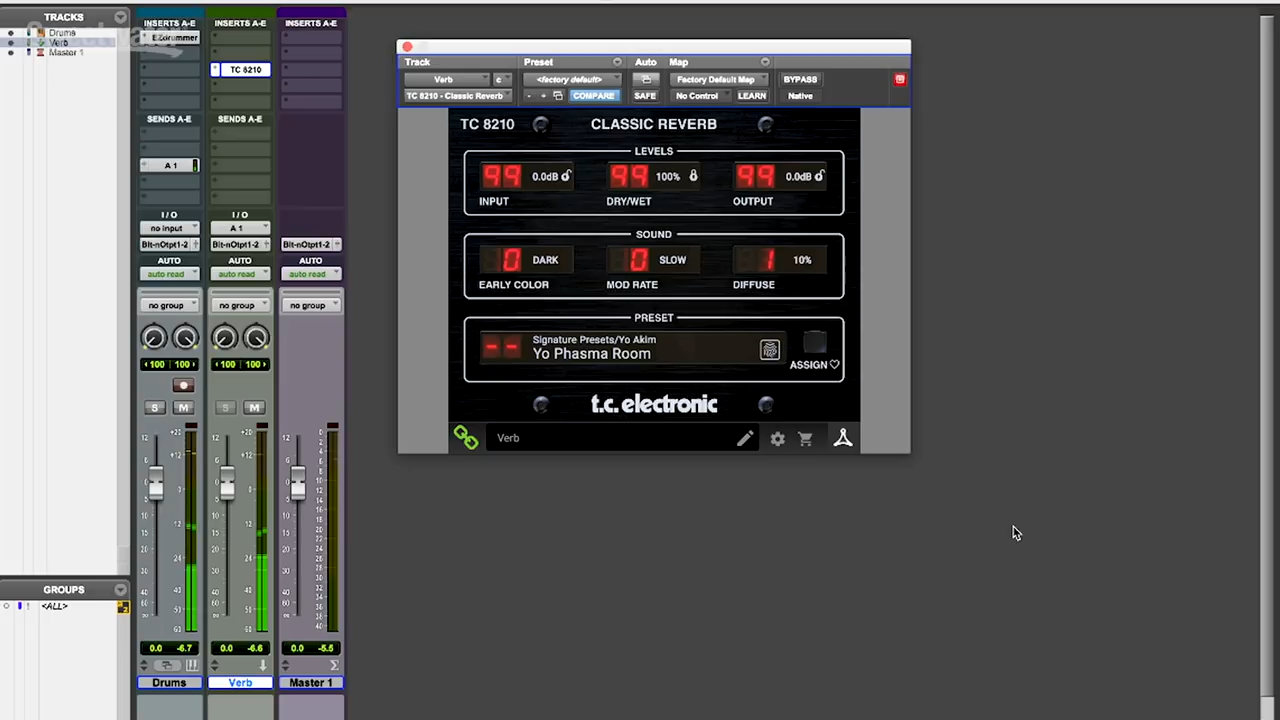 TRACKS
Drums
Verb
Master 1
GROUPS
<ALL>
INSERTS A-E
EZdrummer
SENDS A-E
A 1
I / O
no input
Blt-nOtpt1-2
AUTO
auto read
no group
100 100
S M
0.0 -6.7
Drums
INSERTS A-E
TC 8210
SENDS A-E
I / O
A 1
Blt-nOtpt1-2
AUTO
auto read
no group
100 100
S M
0.0 -6.6
Verb
INSERTS A-E
Blt-nOtpt1-2
AUTO
auto read
no group
0.0 -5.5
Master 1
Track Preset Auto Map
Verb c <factory default> Factory Default Map BYPASS
TC 8210 - Classic Reverb - + COMPARE SAFE No Control LEARN Native
TC 8210 CLASSIC REVERB
LEVELS
99 0.0dB 99 100% 99 0.0dB
INPUT DRY/WET OUTPUT
SOUND
0 DARK 0 SLOW 1 10%
EARLY COLOR MOD RATE DIFFUSE
PRESET
-- Signature Presets/Yo Akim
Yo Phasma Room
ASSIGN
t.c. electronic
Verb